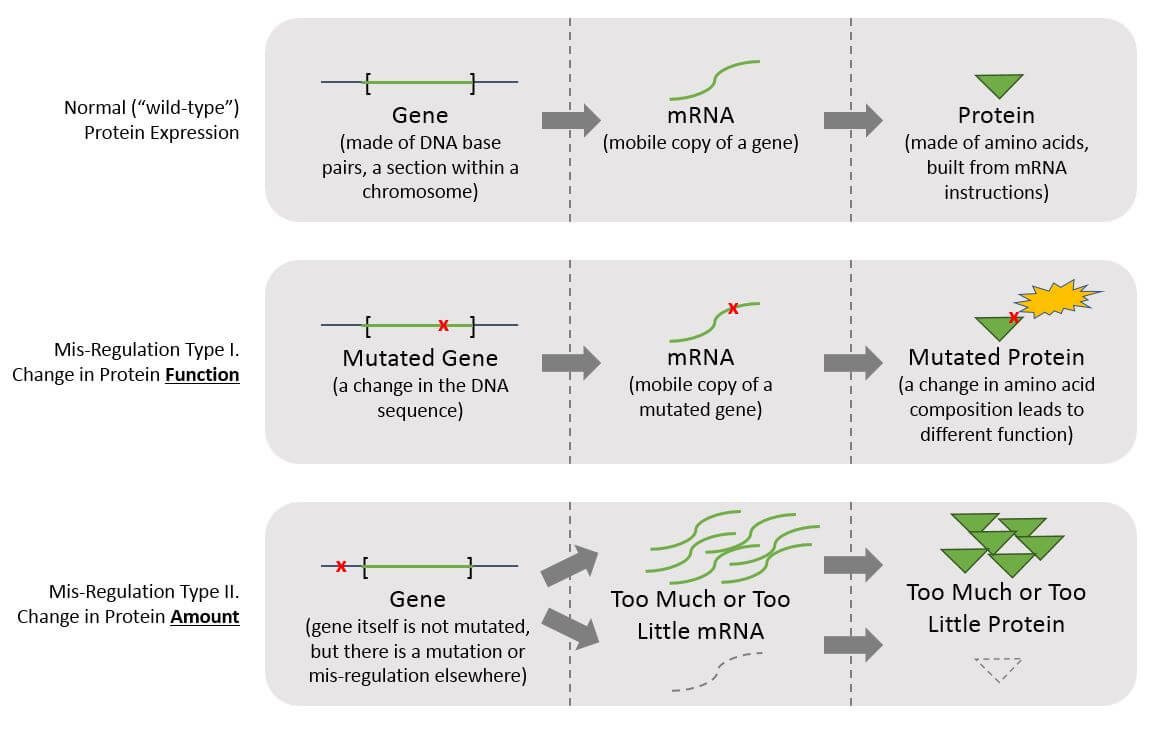 Normal (“wild-type”)
Protein Expression
[ ]
Gene
(made of DNA base
pairs, a section within a
chromosome)
mRNA
(mobile copy of a gene)
Protein
(made of amino acids,
built from mRNA
instructions)
Mis-Regulation Type I.
Change in Protein Function
[ x ]
Mutated Gene
(a change in the DNA
sequence)
x
mRNA
(mobile copy of a
mutated gene)
x
Mutated Protein
(a change in amino acid
composition leads to
different function)
Mis-Regulation Type II.
Change in Protein Amount
x [ ]
Gene
(gene itself is not mutated,
but there is a mutation or
mis-regulation elsewhere)
Too Much or Too
Little mRNA
Too Much or Too
Little Protein